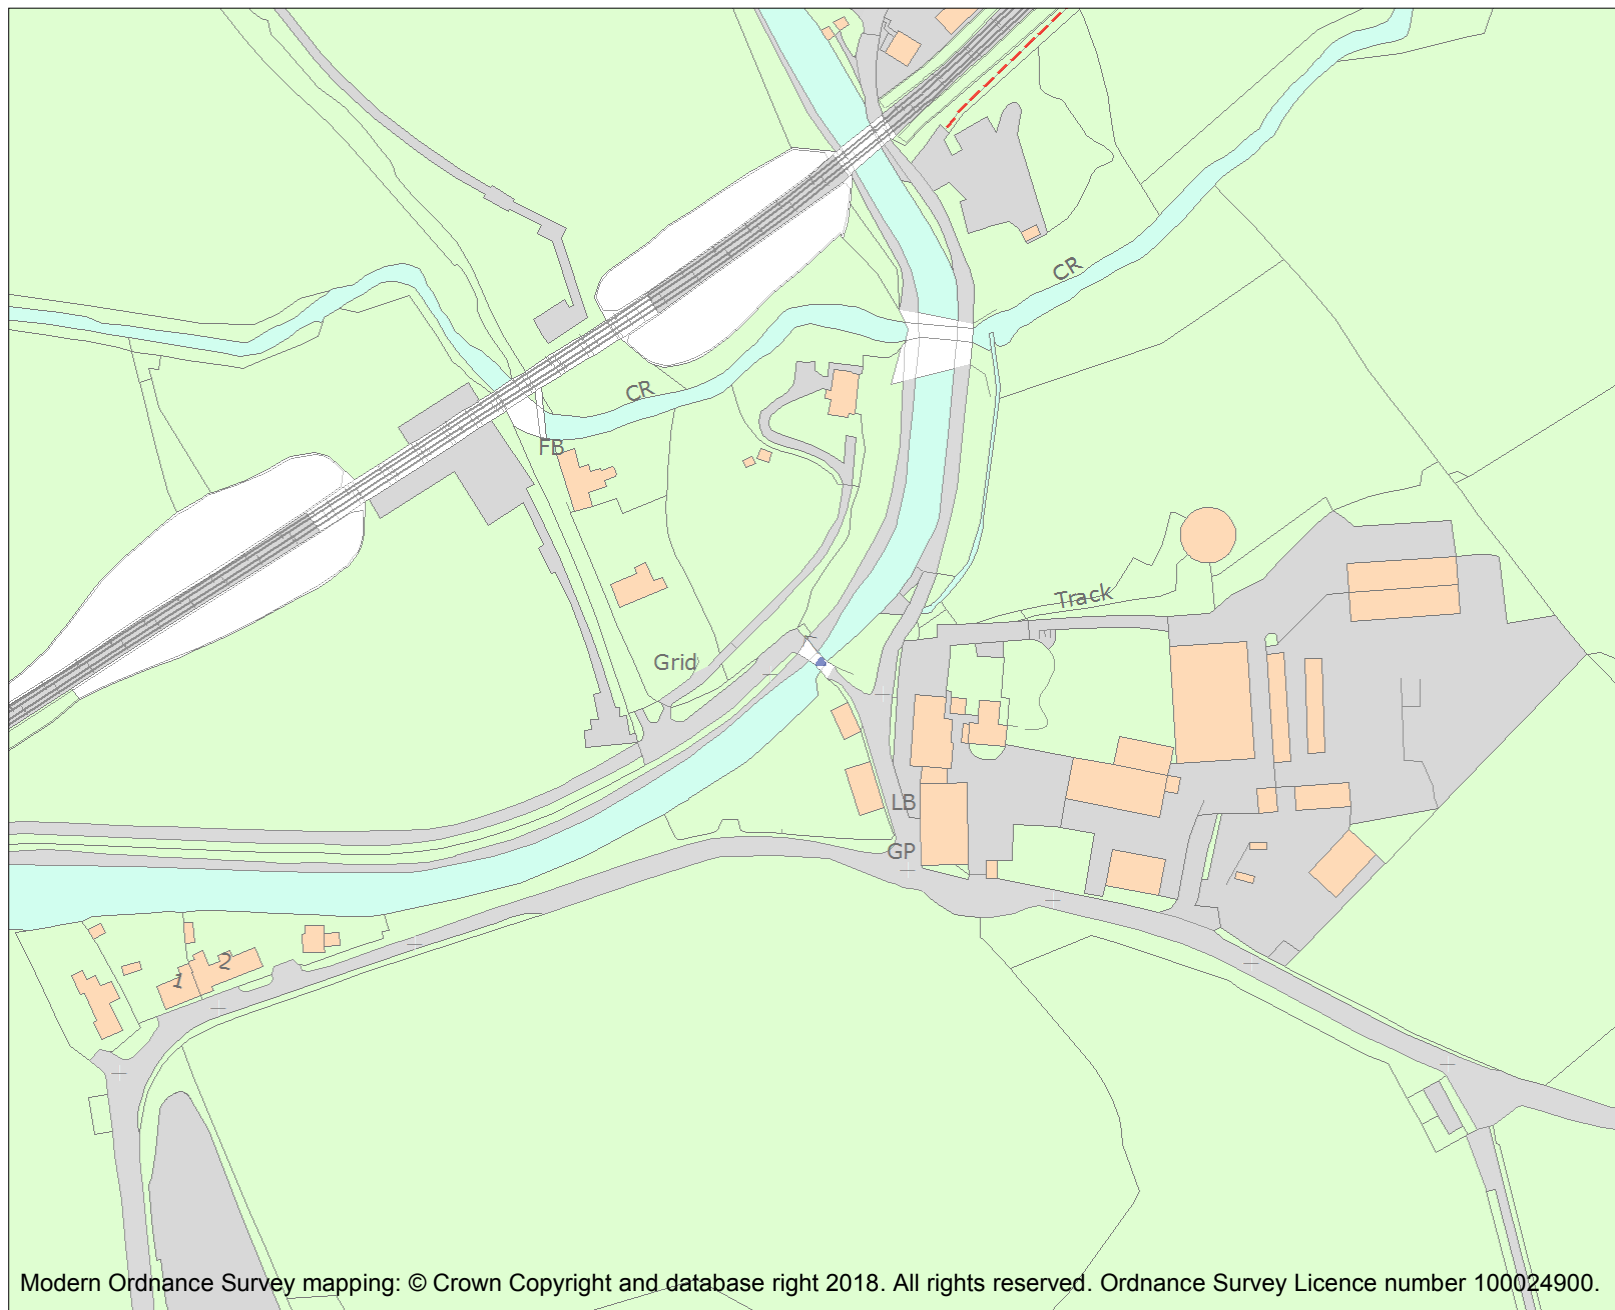 CR
CR
FB
Track
Grid
LB
GP
2
1
Modern Ordnance Survey mapping: © Crown Copyright and database right 2018. All rights reserved. Ordnance Survey Licence number 100024900.